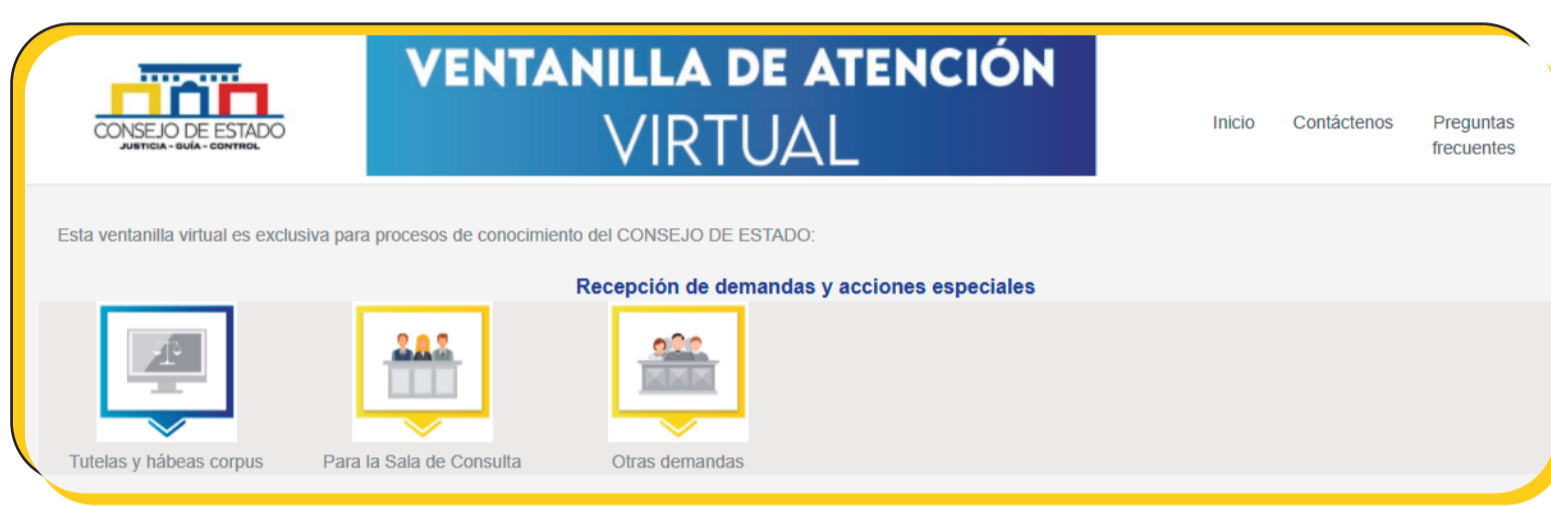 CONSEJO DE ESTADO
JUSTICIA - GUÍA - CONTROL
VENTANILLA DE ATENCIÓN
VIRTUAL
Inicio
Contáctenos
Preguntas
frecuentes
Esta ventanilla virtual es exclusiva para procesos de conocimiento del CONSEJO DE ESTADO:
Recepción de demandas y acciones especiales
Tutelas y hábeas corpus
Para la Sala de Consulta
Otras demandas